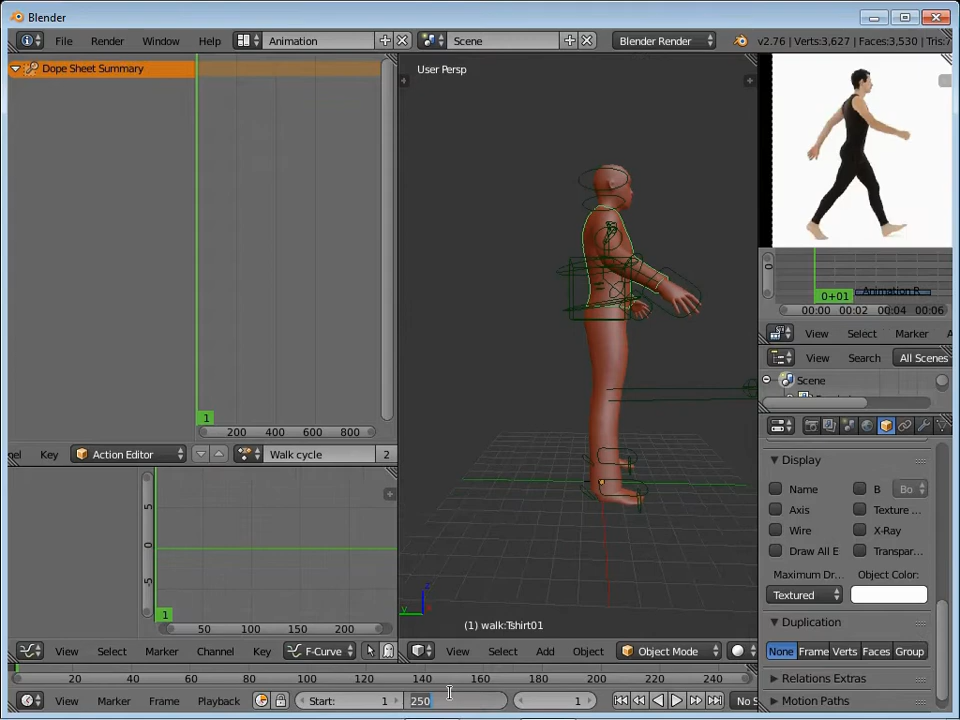 Blender
File Render Window Help Animation Scene Blender Render v2.76 | Verts:3,627 | Faces:3,530 | Tris:7
Dope Sheet Summary
User Persp
1
200 400 600 800
Key Action Editor Walk cycle 2
5
0
-5
1
50 100 150 200
View Select Marker Channel Key F-Curve
z
y
(1) walk:Tshirt01
View Select Add Object Object Mode
0
0+01
00:00 00:02 00:04 00:06
View Select Marker
View Search All Scenes
Scene
Display
Name B Bo
Axis Texture ...
Wire X-Ray
Draw All E Transpar...
Maximum Dr... Object Color:
Textured
Duplication
None Frame Verts Faces Group
Relations Extras
Motion Paths
20 40 60 80 100 120 140 160 180 200 220 240
View Marker Frame Playback Start: 1 250 1 No S